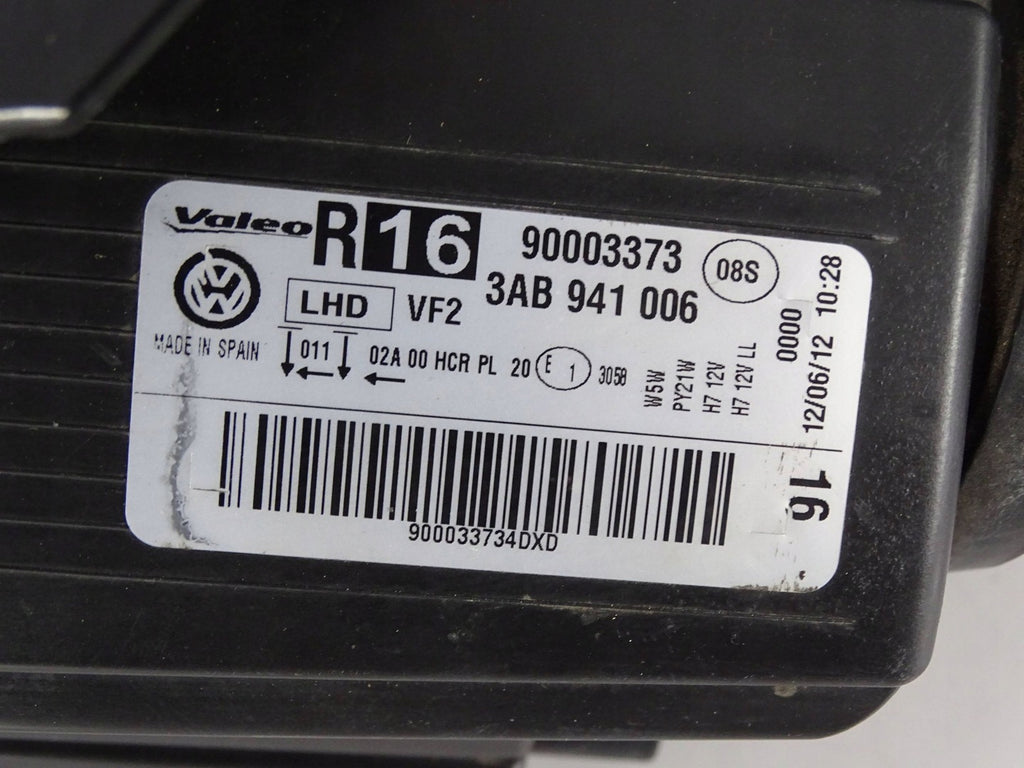 Valeo R 16 90003373 08S
LHD VF2 3AB 941 006
MADE IN SPAIN
011 02A 00 HCR PL 20 E 1 3058
W5W
PY21W
H7 12V
H7 12V LL
0000
12/06/12 10:28
16
900033734DXD